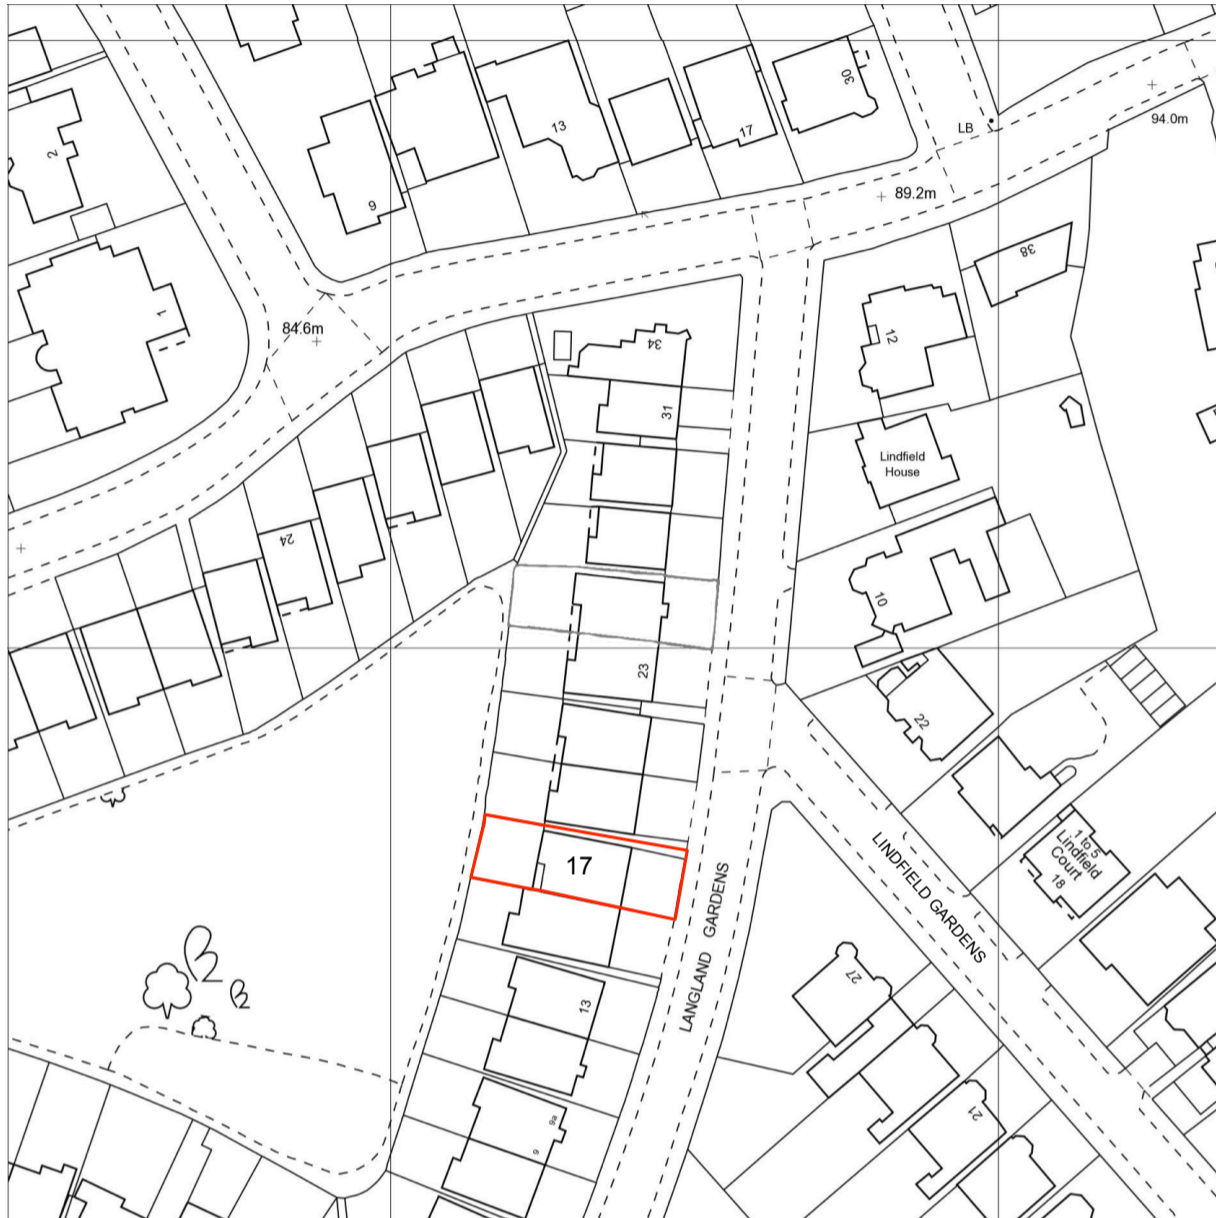 30
2
13
17
LB
94.0m
9
89.2m
38
1
84.6m
34
12
31
Lindfield
House
24
10
23
22
17
1 to 5
Lindfield
Court
18
LINDFIELD GARDENS
LANGLAND GARDENS
27
13
21
9a
9